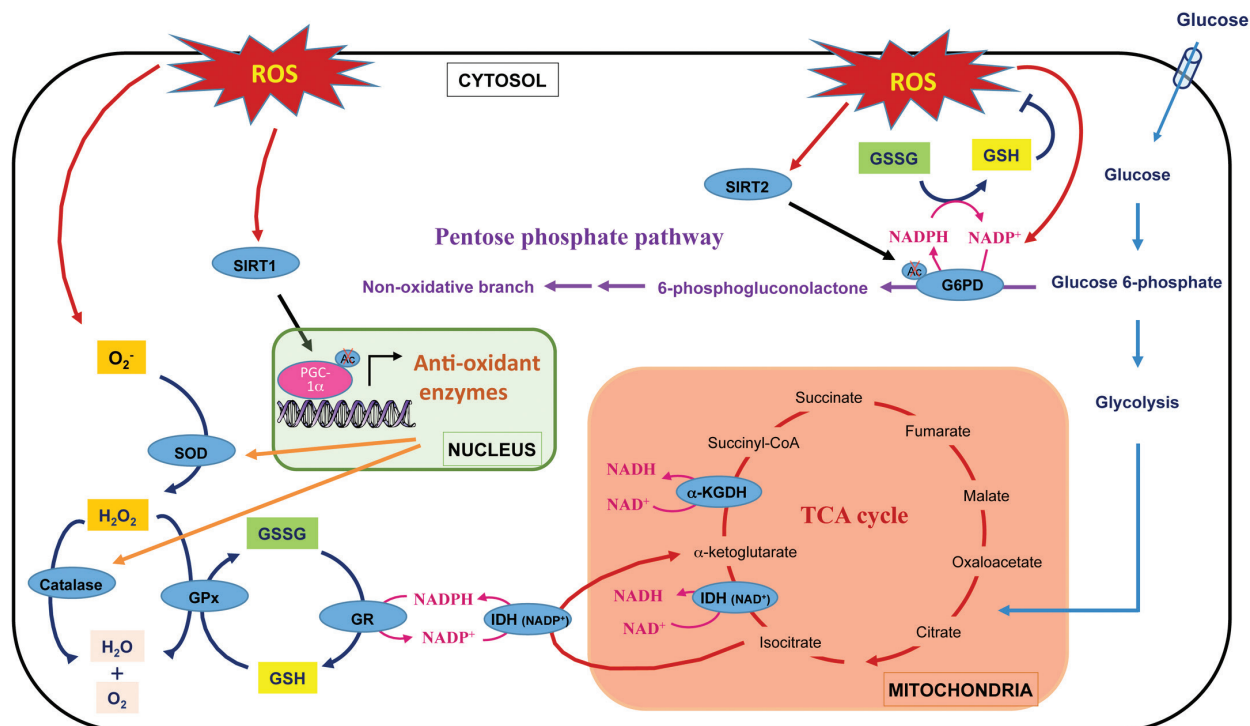 Glucose
ROS
ROS
CYTOSOL
GSSG
GSH
SIRT2
Glucose
NADPH
NADP⁺
Pentose phosphate pathway
SIRT1
Ac
G6PD
Non-oxidative branch
6-phosphogluconolactone
Glucose 6-phosphate
O₂⁻
Ac
PGC-
1α
Anti-oxidant
enzymes
NUCLEUS
SOD
Glycolysis
Succinate
Fumarate
Succinyl-CoA
Malate
NADH
α-KGDH
NAD⁺
TCA cycle
Oxaloacetate
α-ketoglutarate
NADH
IDH (NAD⁺)
NAD⁺
Citrate
Isocitrate
MITOCHONDRIA
H₂O₂
GSSG
Catalase
GPx
GR
NADPH
NADP⁺
IDH (NADP⁺)
GSH
H₂O
+
O₂